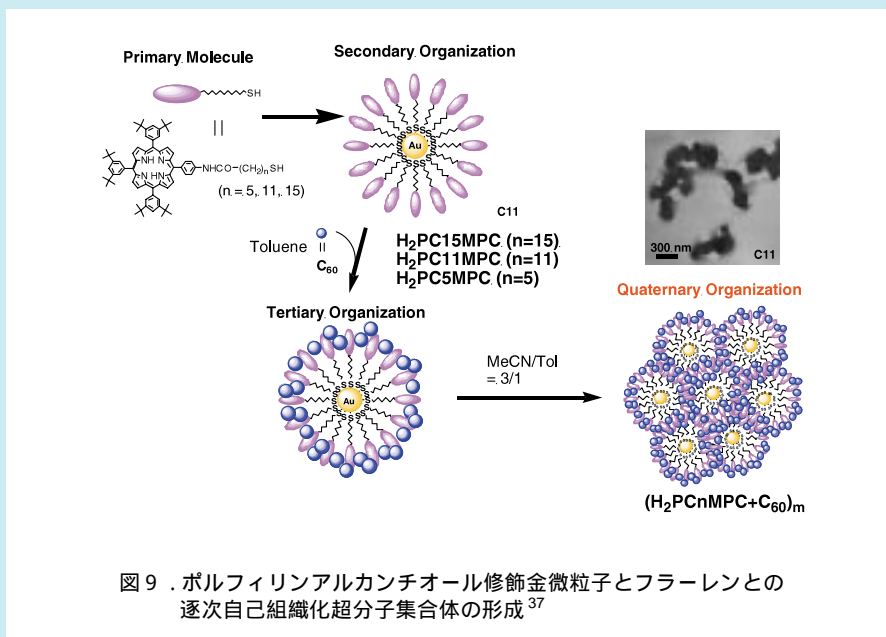 Primary Molecule
SH
||
NH N
N HN
NHCO-(CH2)nSH
(n = 5, 11, 15)
Secondary Organization
Au
S S S S S S S S S S S S
C11
H2PC15MPC (n=15)
H2PC11MPC (n=11)
H2PC5MPC (n=5)
Toluene
||
C60
Tertiary Organization
Au
S S S S S S S S S S S S
MeCN/Tol
= 3/1
300 nm
C11
Quaternary Organization
(H2PCnMPC+C60)m
図9 . ポルフィリンアルカンチオール修飾金微粒子とフラーレンとの
逐次自己組織化超分子集合体の形成37